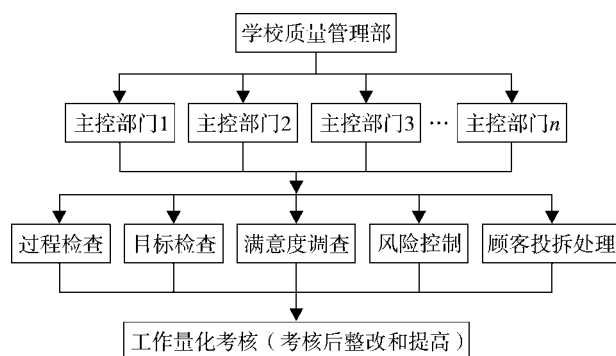 学校质量管理部
主控部门1 主控部门2 主控部门3 … 主控部门n
过程检查 目标检查 满意度调查 风险控制 顾客投拆处理
工作量化考核（考核后整改和提高）